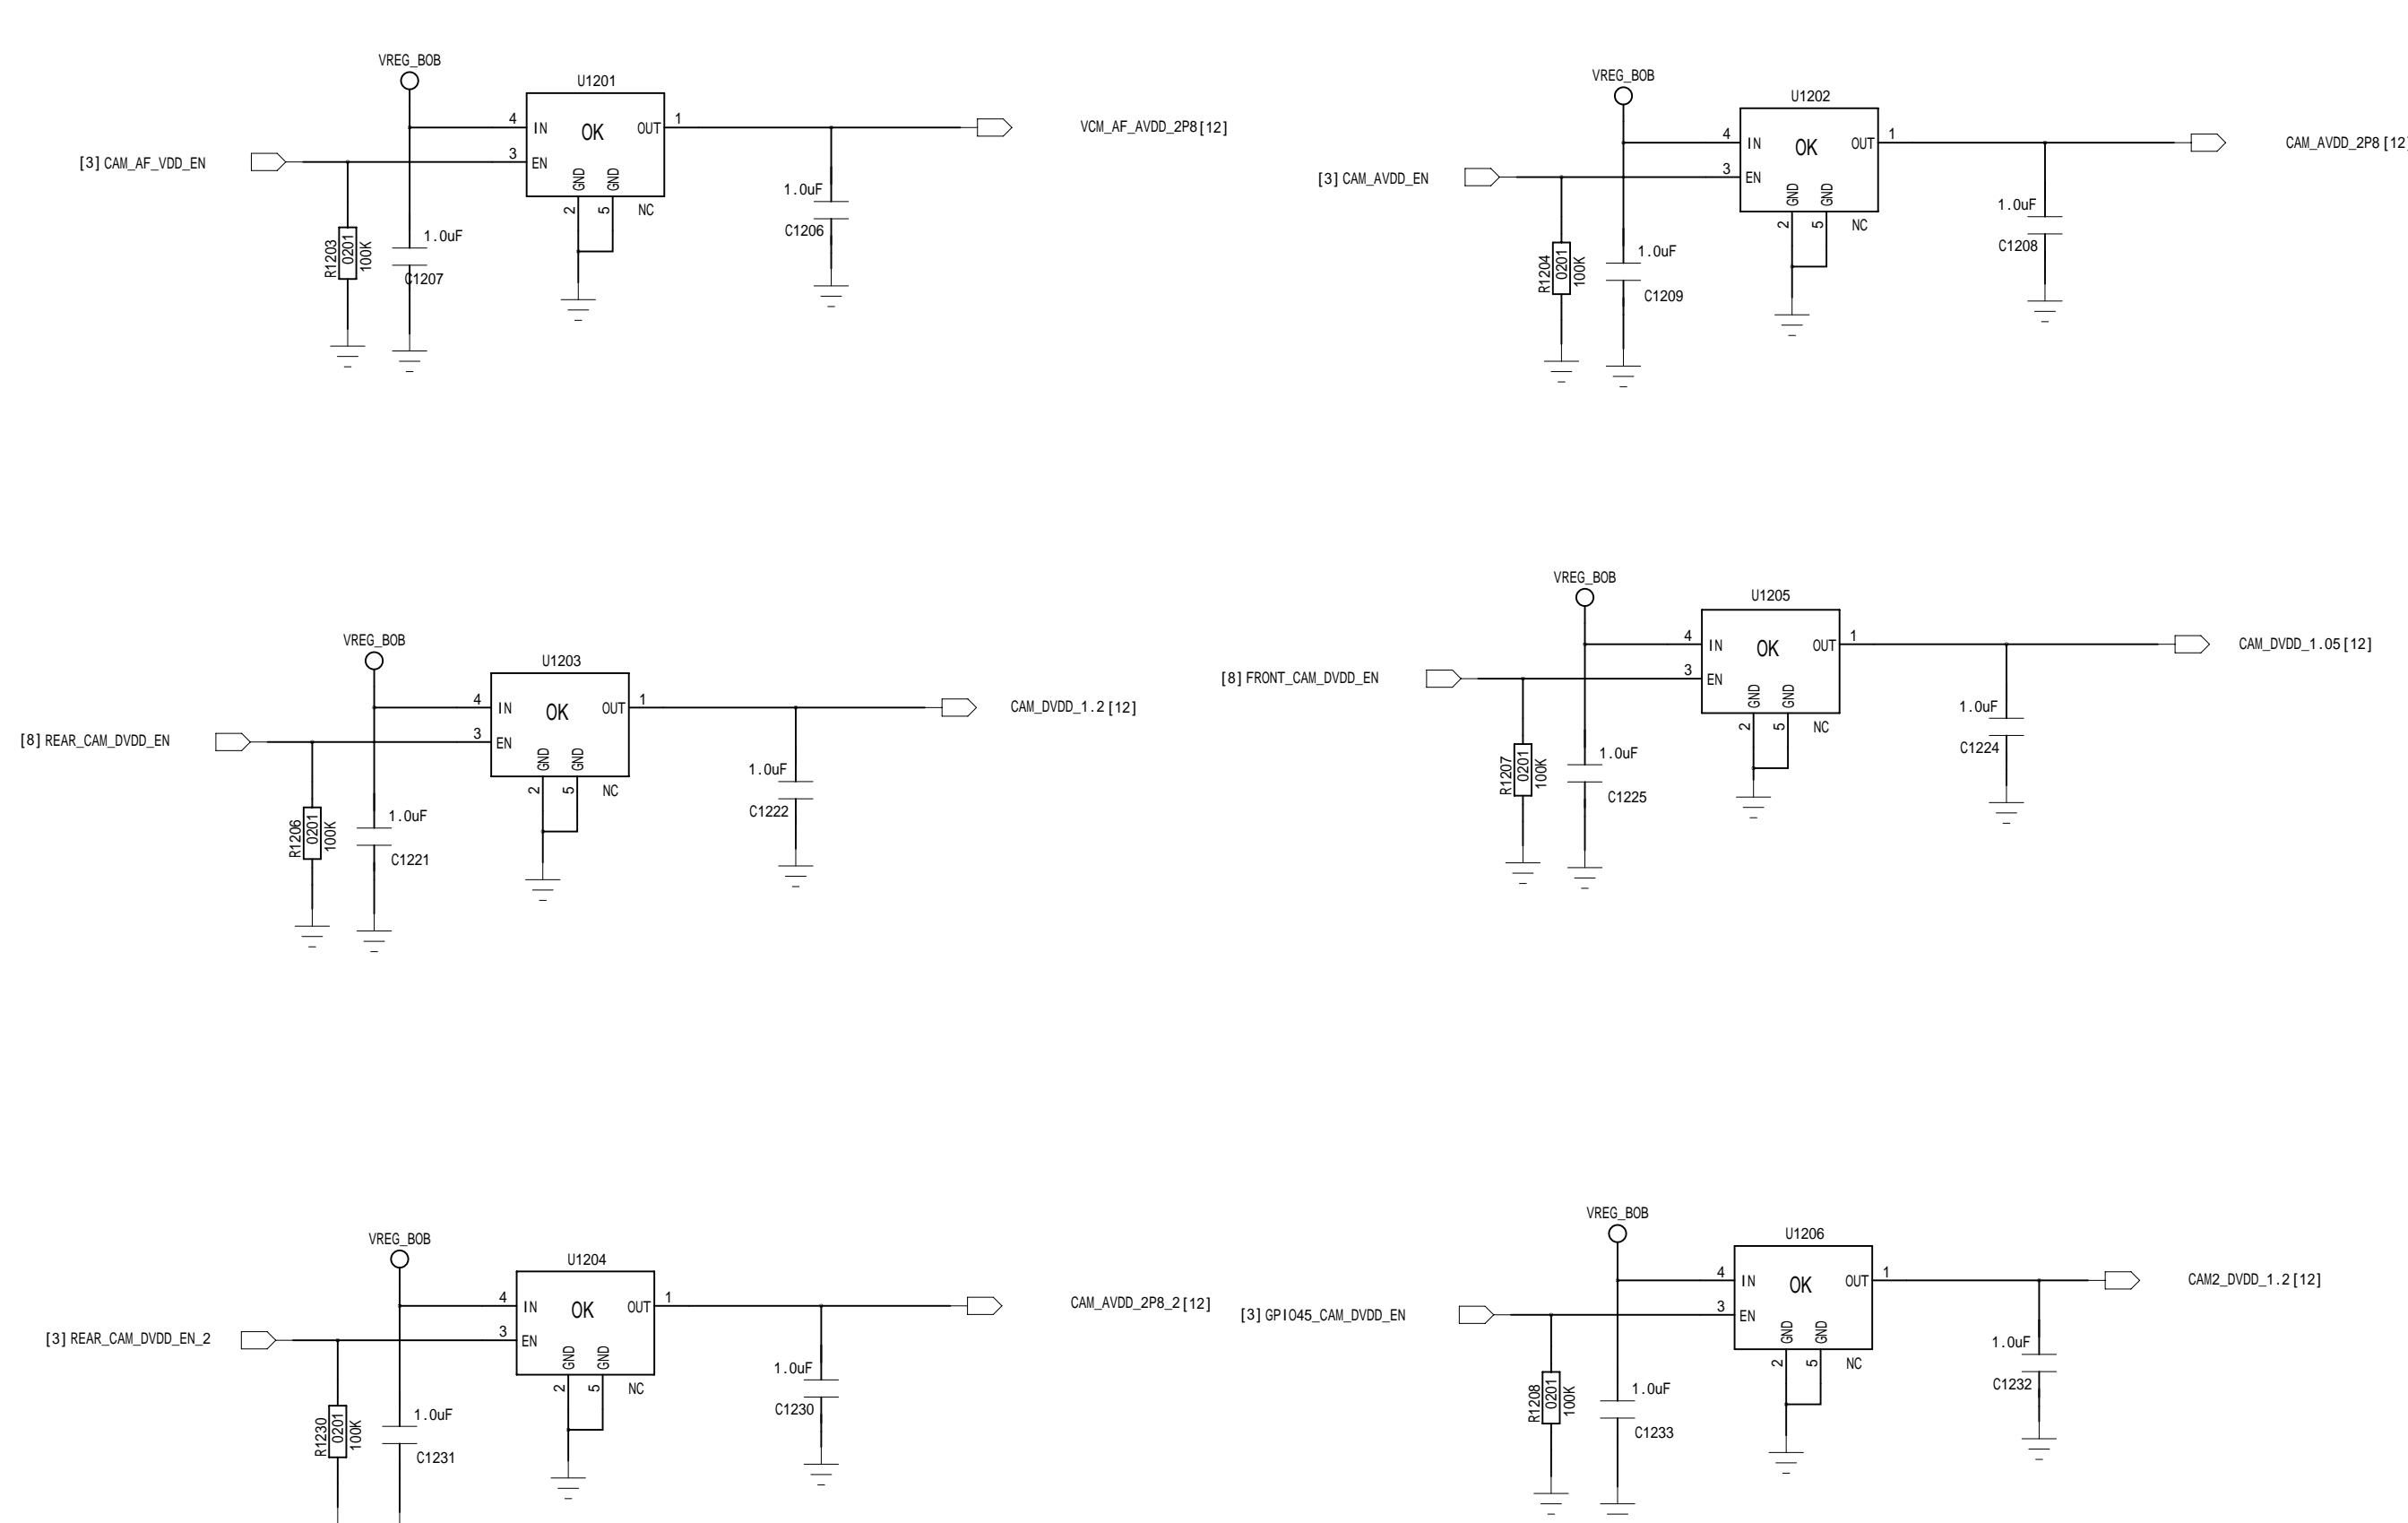 VREG_BOB
U1201
4 IN OK OUT 1
VCM_AF_AVDD_2P8[12]
[3] CAM_AF_VDD_EN
3 EN
GND GND
2 5 NC
1.0uF
C1206
R1203 0201 100K
1.0uF
C1207
VREG_BOB
U1202
4 IN OK OUT 1
CAM_AVDD_2P8[12]
[3] CAM_AVDD_EN
3 EN
GND GND
2 5 NC
1.0uF
C1208
R1204 0201 100K
1.0uF
C1209
VREG_BOB
U1203
4 IN OK OUT 1
CAM_DVDD_1.2[12]
[8] REAR_CAM_DVDD_EN
3 EN
GND GND
2 5 NC
1.0uF
C1222
R1206 0201 100K
1.0uF
C1221
VREG_BOB
U1205
4 IN OK OUT 1
CAM_DVDD_1.05[12]
[8] FRONT_CAM_DVDD_EN
3 EN
GND GND
2 5 NC
1.0uF
C1224
R1207 0201 100K
1.0uF
C1225
VREG_BOB
U1204
4 IN OK OUT 1
CAM_AVDD_2P8_2[12]
[3] REAR_CAM_DVDD_EN_2
3 EN
GND GND
2 5 NC
1.0uF
C1230
R1230 0201 100K
1.0uF
C1231
VREG_BOB
U1206
4 IN OK OUT 1
CAM2_DVDD_1.2[12]
[3] GPIO45_CAM_DVDD_EN
3 EN
GND GND
2 5 NC
1.0uF
C1232
R1208 0201 100K
1.0uF
C1233